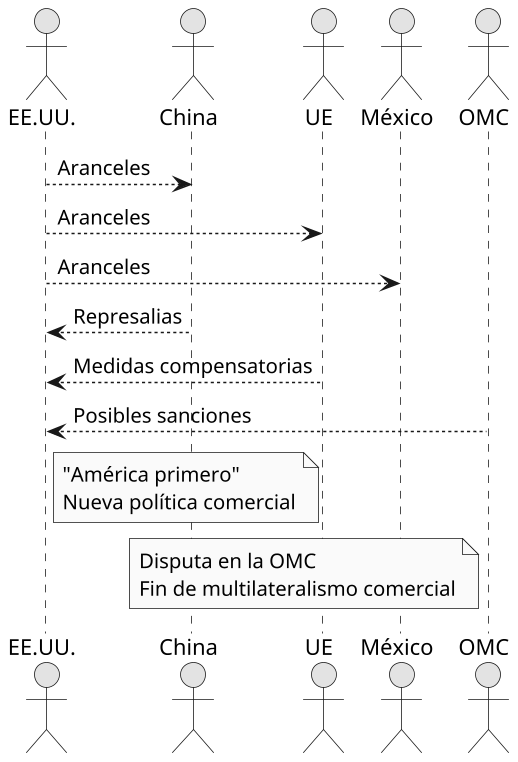 EE.UU. China UE México OMC
Aranceles
Aranceles
Aranceles
Represalias
Medidas compensatorias
Posibles sanciones
"América primero"
Nueva política comercial
Disputa en la OMC
Fin de multilateralismo comercial
EE.UU. China UE México OMC